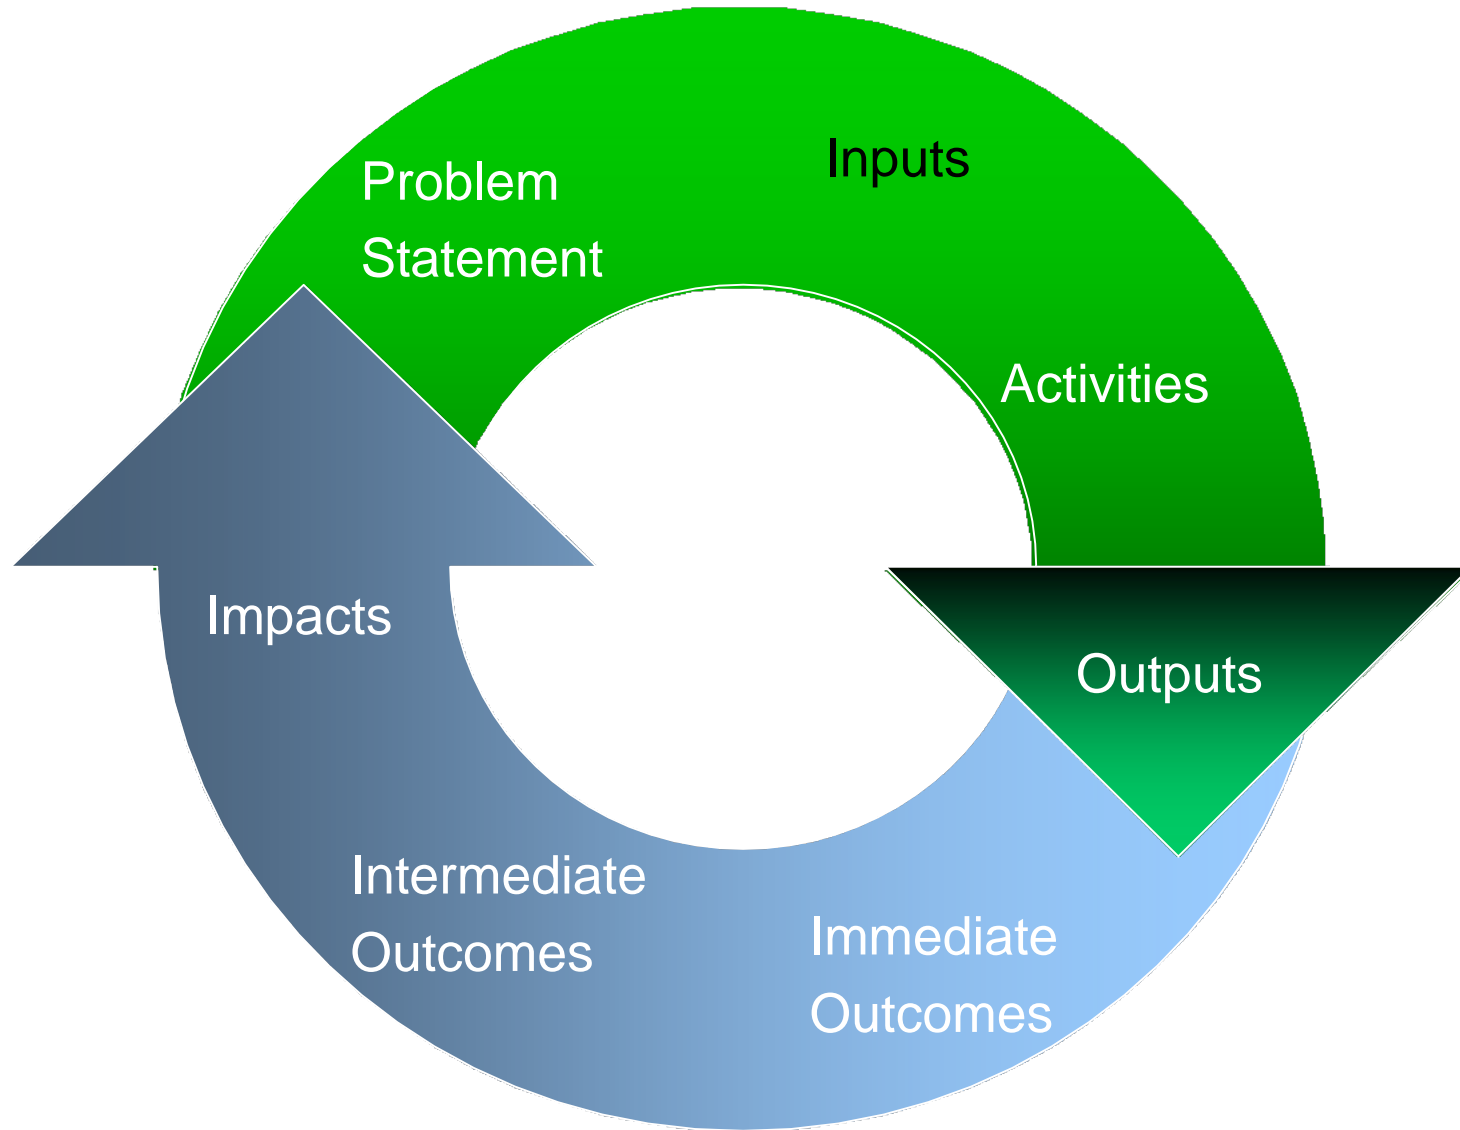 Problem
Statement
Inputs
Activities
Outputs
Immediate
Outcomes
Intermediate
Outcomes
Impacts